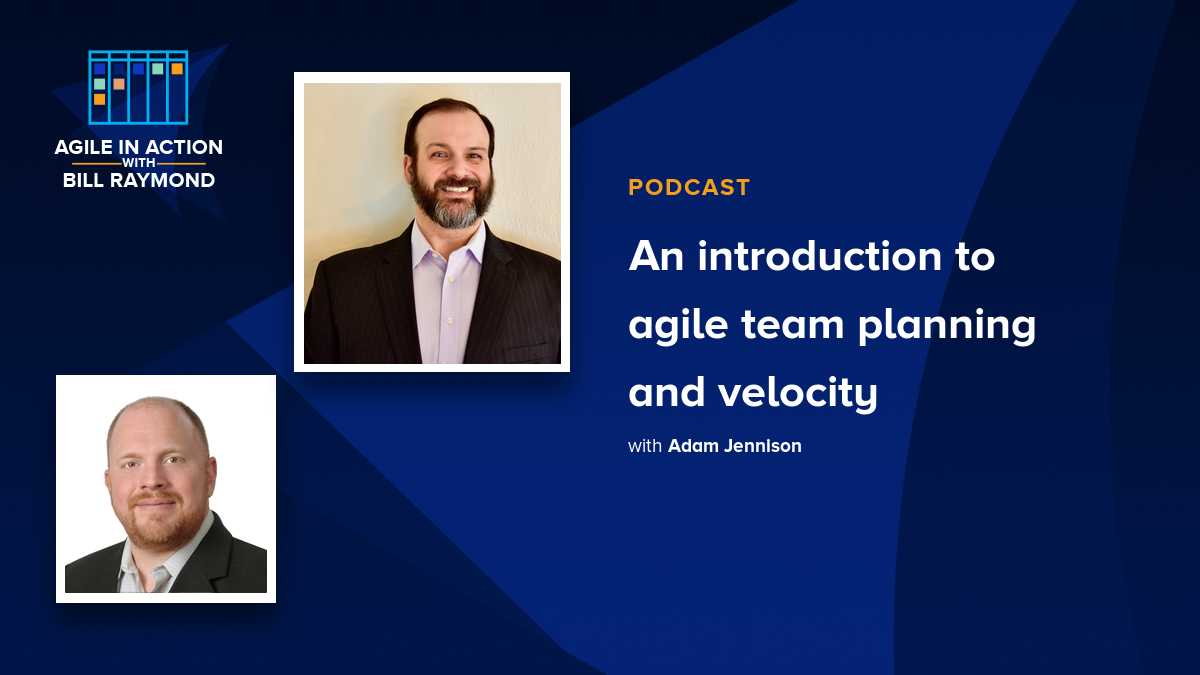 AGILE IN ACTION
WITH
BILL RAYMOND
PODCAST
An introduction to
agile team planning
and velocity
with Adam Jennison